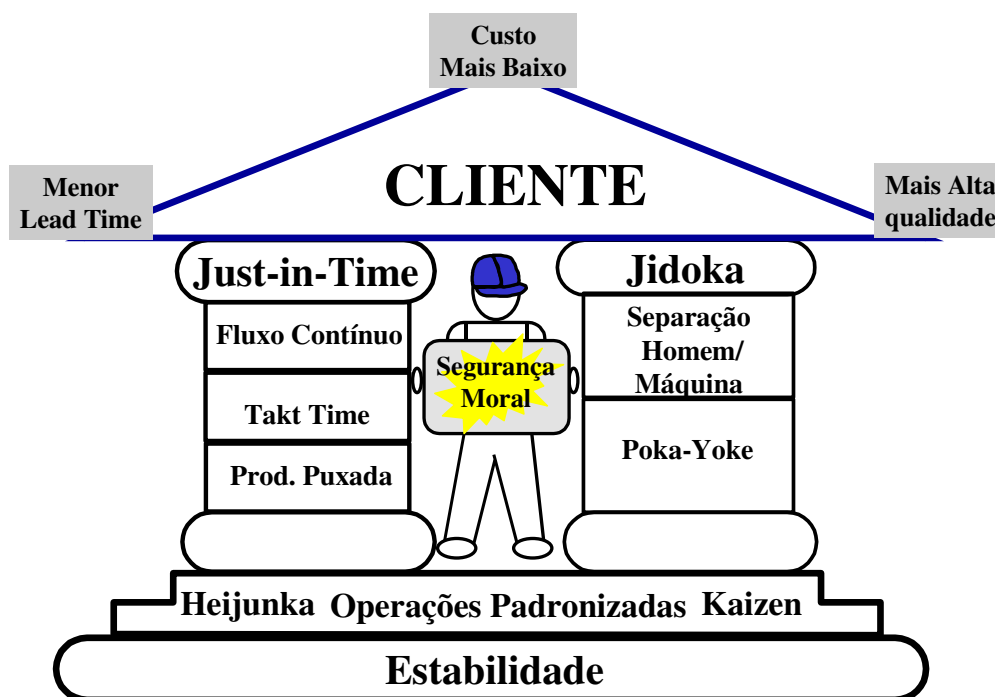 Custo
Mais Baixo
CLIENTE
Menor
Lead Time
Mais Alta
qualidade
Just-in-Time
Fluxo Contínuo
Takt Time
Prod. Puxada
Segurança
Moral
Jidoka
Separação
Homem/
Máquina
Poka-Yoke
Heijunka Operações Padronizadas Kaizen
Estabilidade